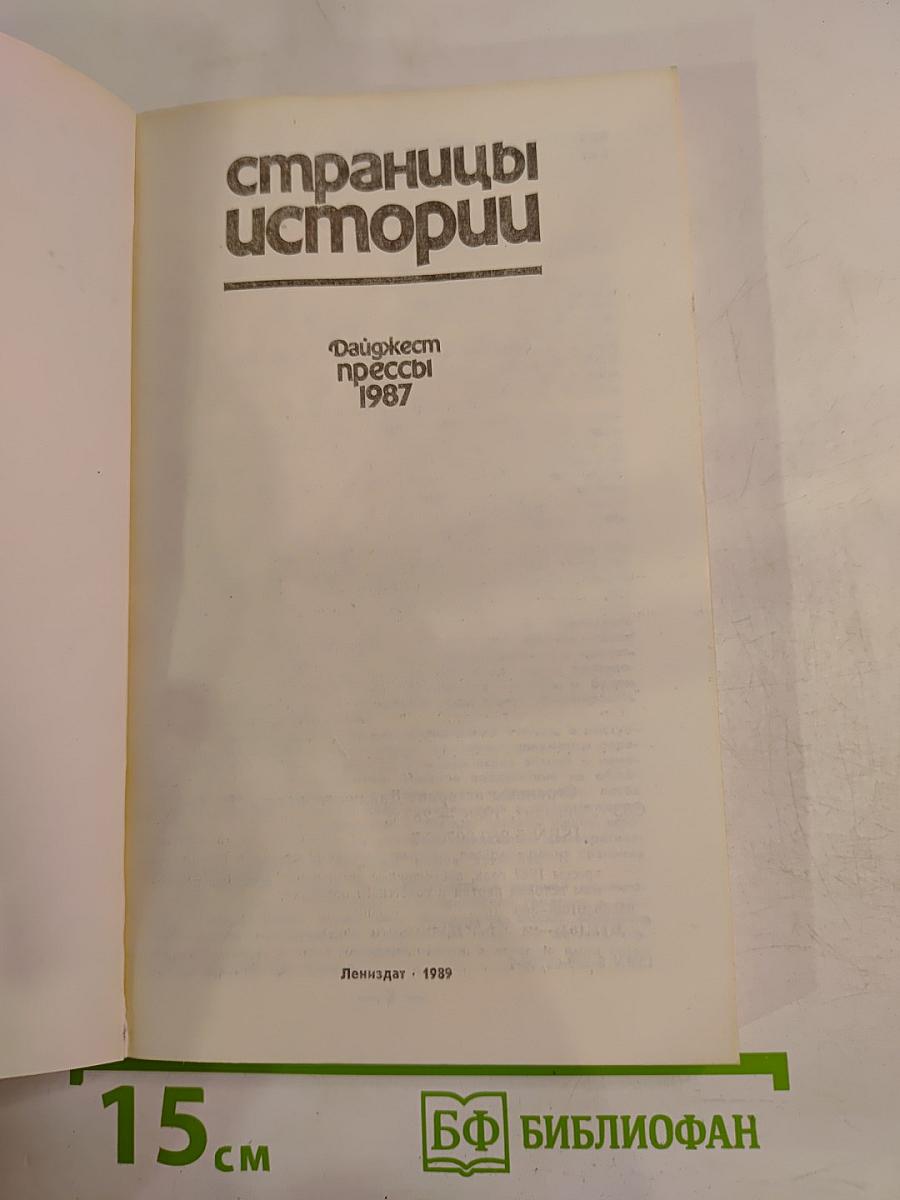 страницы
истории
Дайджест
прессы
1987
Лениздат · 1989
15 см
БФ БИБЛИОФАН